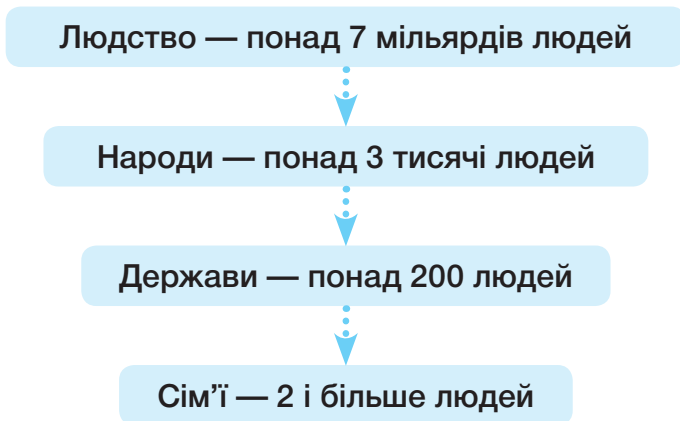 Людство — понад 7 мільярдів людей
Народи — понад 3 тисячі людей
Держави — понад 200 людей
Сім’ї — 2 і більше людей